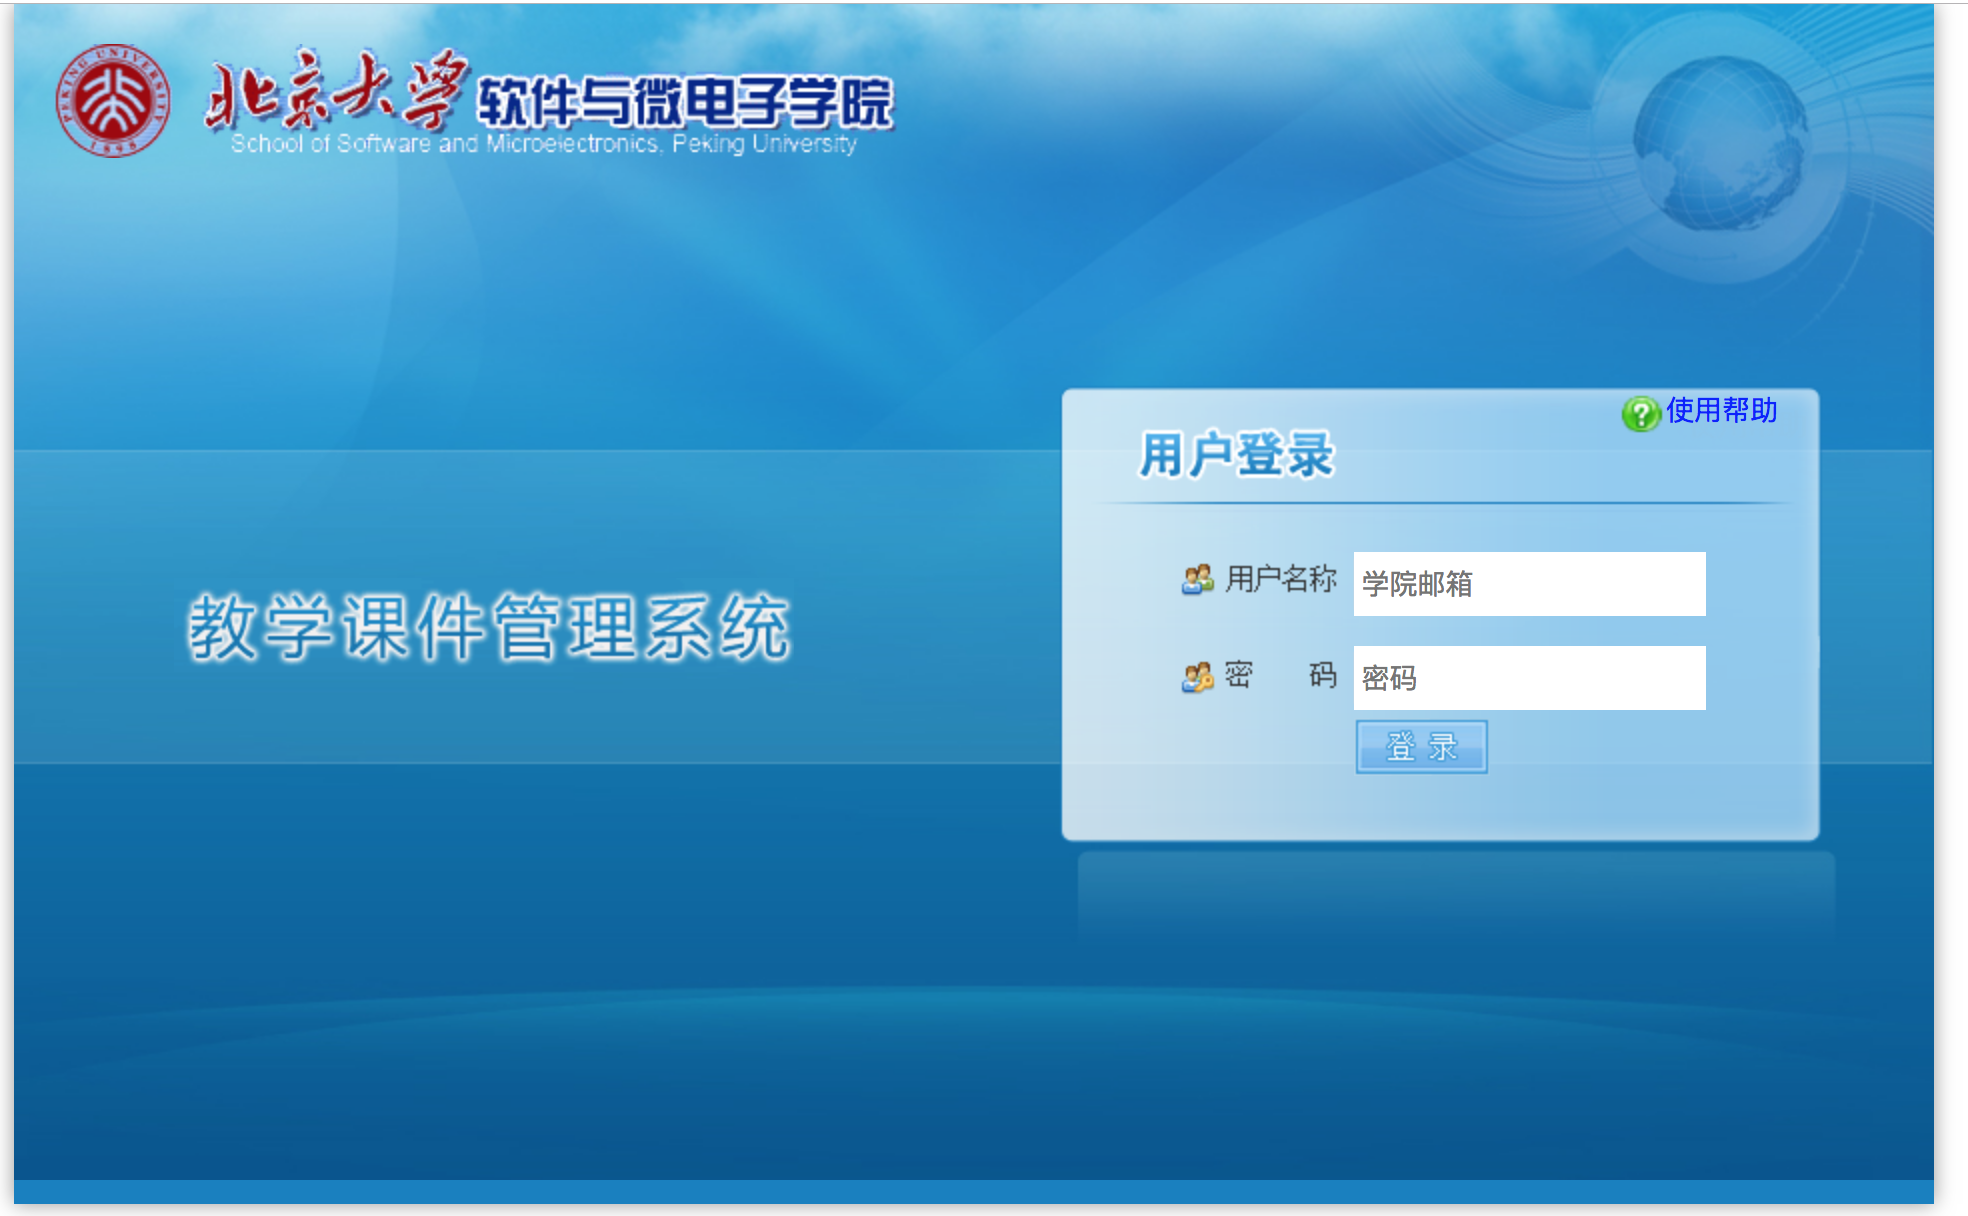 PEKING UNIVERSITY
1898
北京大学软件与微电子学院
School of Software and Microelectronics, Peking University
使用帮助
用户登录
用户名称 学院邮箱
教学课件管理系统
密 码 密码
登 录